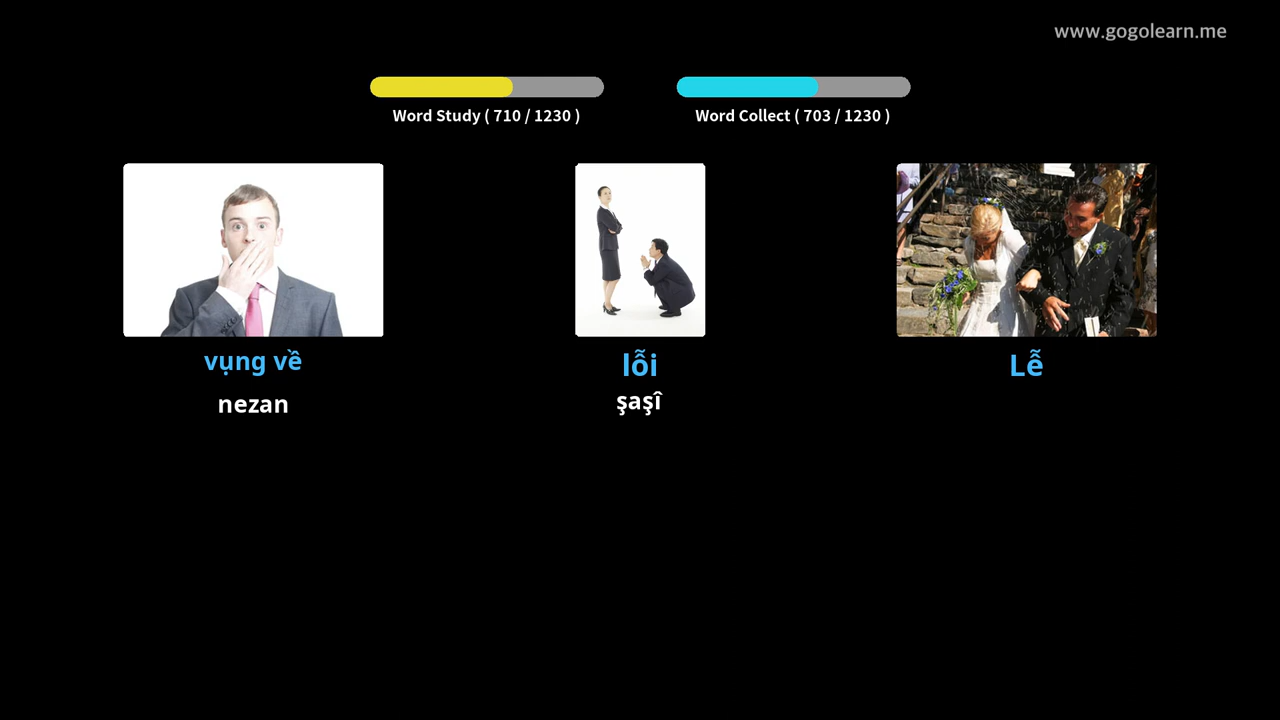 www.gogolearn.me
Word Study ( 710 / 1230 )
Word Collect ( 703 / 1230 )
vụng về
lỗi
Lễ
nezan
şaşî